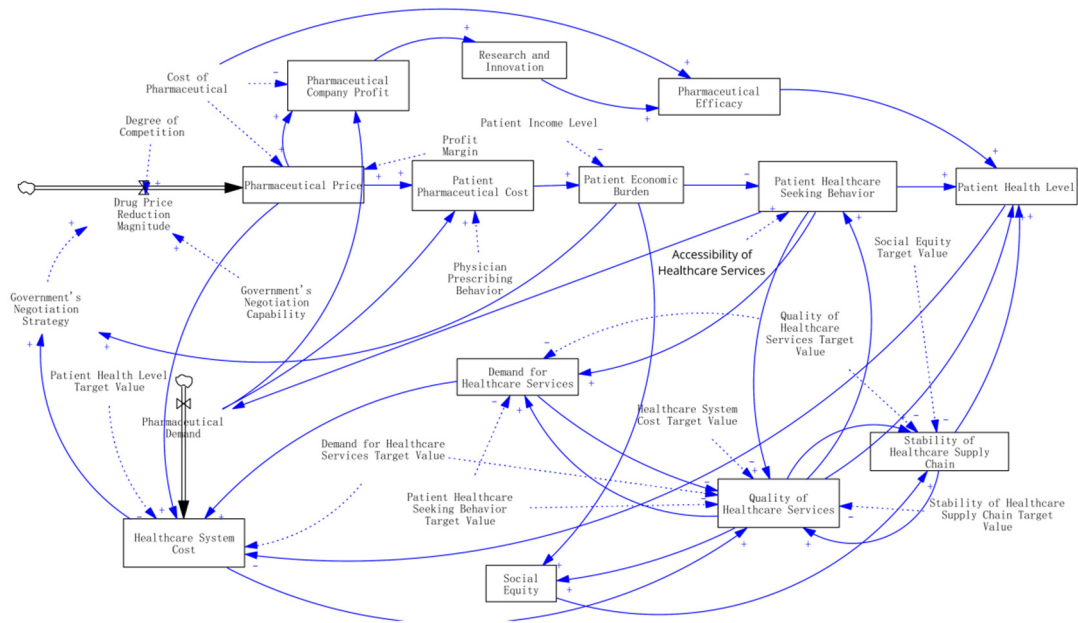 Research and
Innovation
Cost of
Pharmaceutical
Pharmaceutical
Company Profit
Pharmaceutical
Efficacy
Degree of
Competition
Patient Income Level
Profit
Margin
Pharmaceutical Price
Patient
Pharmaceutical Cost
Patient Economic
Burden
Patient Healthcare
Seeking Behavior
Patient Health Level
Drug Price
Reduction
Magnitude
Accessibility of
Healthcare Services
Social Equity
Target Value
Physician
Prescribing
Behavior
Government's
Negotiation
Strategy
Government's
Negotiation
Capability
Quality of
Healthcare
Services Target
Value
Patient Health Level
Target Value
Demand for
Healthcare Services
Pharmaceutical
Demand
Healthcare System
Cost Target Value
Demand for Healthcare
Services Target Value
Stability of
Healthcare Supply
Chain
Patient Healthcare
Seeking Behavior
Target Value
Quality of
Healthcare Services
Stability of Healthcare
Supply Chain Target
Value
Healthcare System
Cost
Social
Equity